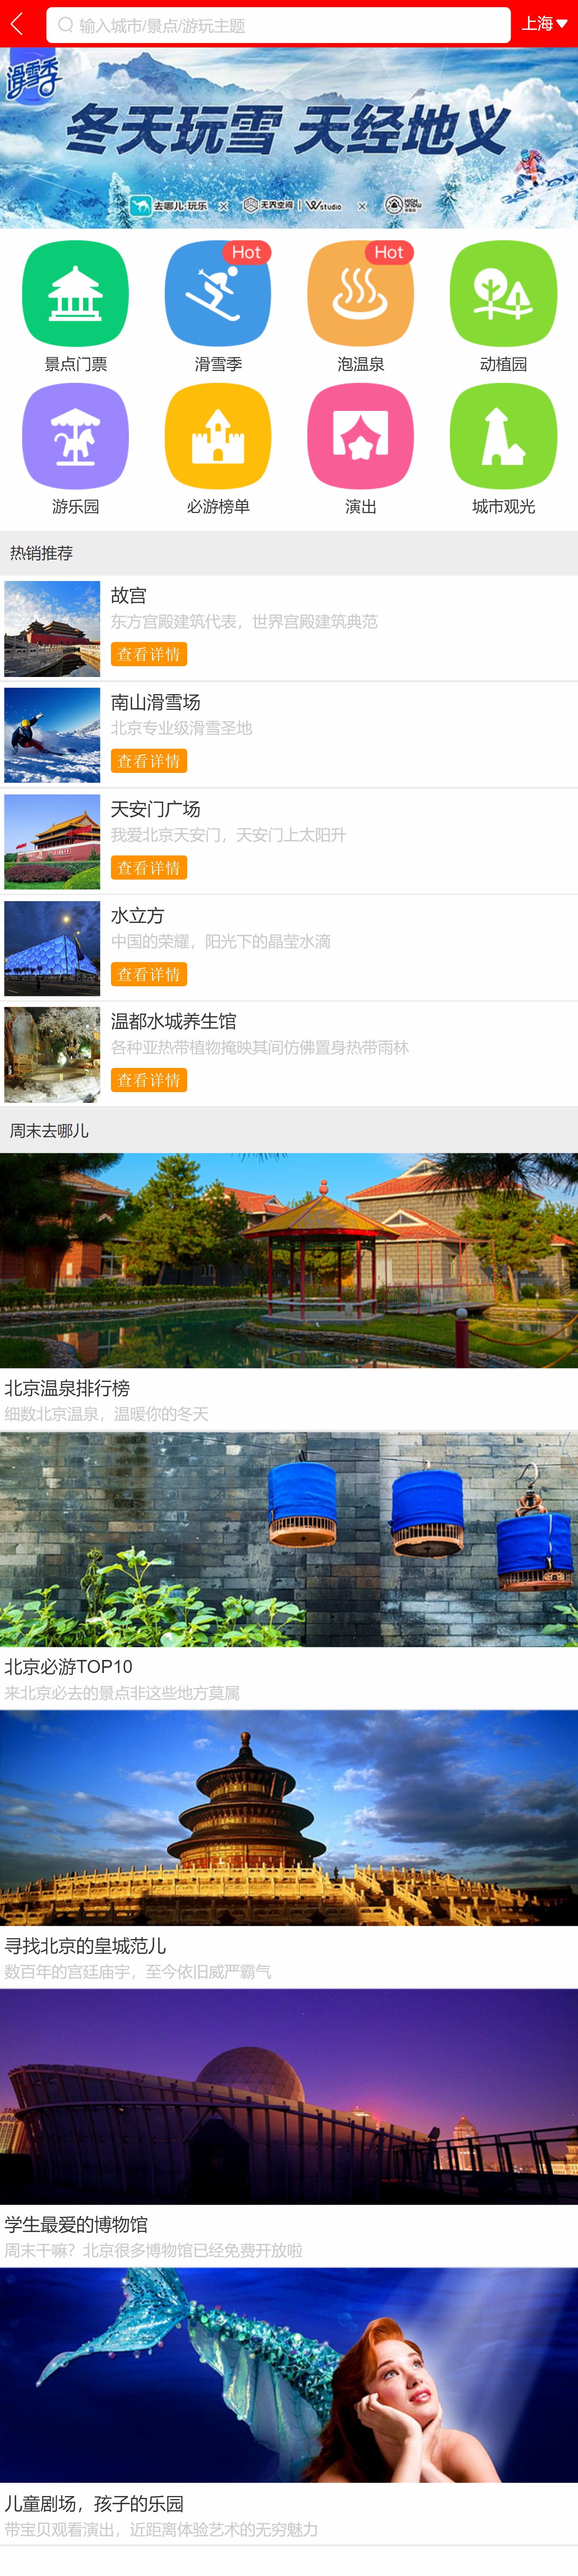 输入城市/景点/游玩主题
上海
滑雪季
冬天玩雪 天经地义
去哪儿·玩乐 × 无界空间 | Wstudio × HIGH SNOW
Hot
Hot
景点门票
滑雪季
泡温泉
动植园
游乐园
必游榜单
演出
城市观光
热销推荐
故宫
东方宫殿建筑代表，世界宫殿建筑典范
查看详情
南山滑雪场
北京专业级滑雪圣地
查看详情
天安门广场
我爱北京天安门，天安门上太阳升
查看详情
水立方
中国的荣耀，阳光下的晶莹水滴
查看详情
温都水城养生馆
各种亚热带植物掩映其间仿佛置身热带雨林
查看详情
周末去哪儿
北京温泉排行榜
细数北京温泉，温暖你的冬天
北京必游TOP10
来北京必去的景点非这些地方莫属
寻找北京的皇城范儿
数百年的宫廷庙宇，至今依旧威严霸气
学生最爱的博物馆
周末干嘛？北京很多博物馆已经免费开放啦
儿童剧场，孩子的乐园
带宝贝观看演出，近距离体验艺术的无穷魅力